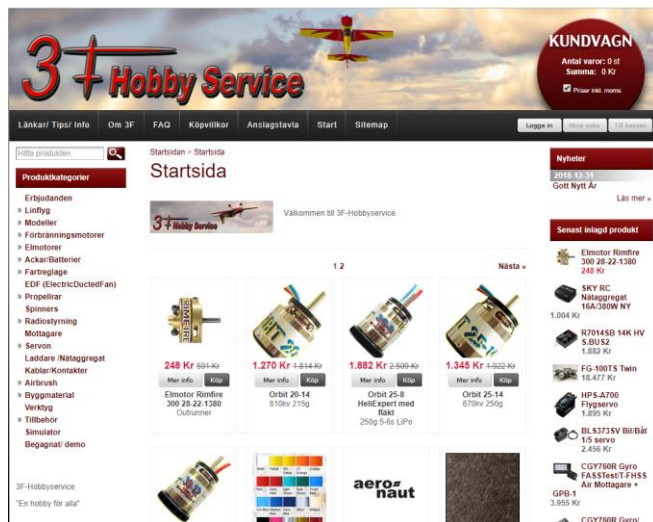 3F Hobby Service
KUNDVAGN
Antal varor: 0 st
Summa: 0 Kr
Priser inkl. moms
Länkar/ Tips/ Info
Om 3F
FAQ
Köpvillkor
Anslagstavla
Start
Sitemap
Logga in
Mina sidor
Till kassan
Hitta produkten
Produktkategorier
Erbjudanden
» Linflyg
» Modeller
» Förbränningsmotorer
» Elmotorer
» Ackar/Batterier
» Fartreglage
EDF (ElectricDuctedFan)
» Propellrar
Spinners
» Radiostyrning
Mottagare
» Servon
Laddare /Nätaggregat
Kablar/Kontakter
» Airbrush
» Byggmaterial
Verktyg
» Tillbehör
Simulator
Begagnat/ demo
3F-Hobbyservice
"En hobby för alla"
Startsidan > Startsida
Startsida
3F Hobby Service
Välkommen till 3F-Hobbyservice.
1 2
Nästa »
248 Kr 591 Kr
Mer info
Köp
Elmotor Rimfire
300 28-22-1380
Outrunner
1.270 Kr 1.814 Kr
Mer info
Köp
Orbit 20-14
810kv 215g
1.882 Kr 2.509 Kr
Mer info
Köp
Orbit 25-8
HeliExpert med
fläkt
250g 5-6s LiPo
1.345 Kr 1.922 Kr
Mer info
Köp
Orbit 25-14
670kv 250g
aero=
naut
Nyheter
2018-12-31
Gott Nytt År
Läs mer »
Senast inlagd produkt
Elmotor Rimfire
300 28-22-1380
248 Kr
SKY RC
Nätaggregat
16A/380W NY
1.004 Kr
R7014SB 14K HV
S.BUS2
1.882 Kr
FG-100TS Twin
18.477 Kr
HPS-A700
Flygservo
1.895 Kr
BLS373SV Bil/Båt
1/5 servo
2.456 Kr
CGY760R Gyro
FASSTest/T-FHSS
Air Mottagare +
GPB-1
3.955 Kr
CGY760R Gyro/